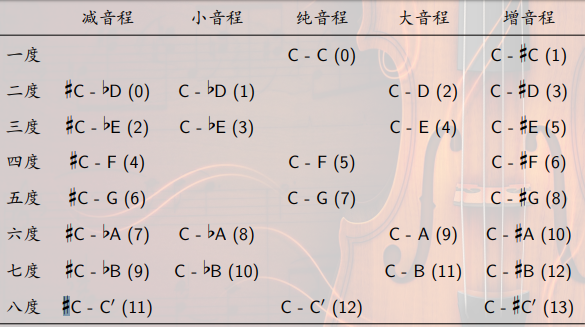 减音程 小音程 纯音程 大音程 增音程
一度 C - C (0) C - ♯C (1)
二度 ♯C - ♭D (0) C - ♭D (1) C - D (2) C - ♯D (3)
三度 ♯C - ♭E (2) C - ♭E (3) C - E (4) C - ♯E (5)
四度 ♯C - F (4) C - F (5) C - ♯F (6)
五度 ♯C - G (6) C - G (7) C - ♯G (8)
六度 ♯C - ♭A (7) C - ♭A (8) C - A (9) C - ♯A (10)
七度 ♯C - ♭B (9) C - ♭B (10) C - B (11) C - ♯B (12)
八度 ♯C - C′ (11) C - C′ (12) C - ♯C′ (13)